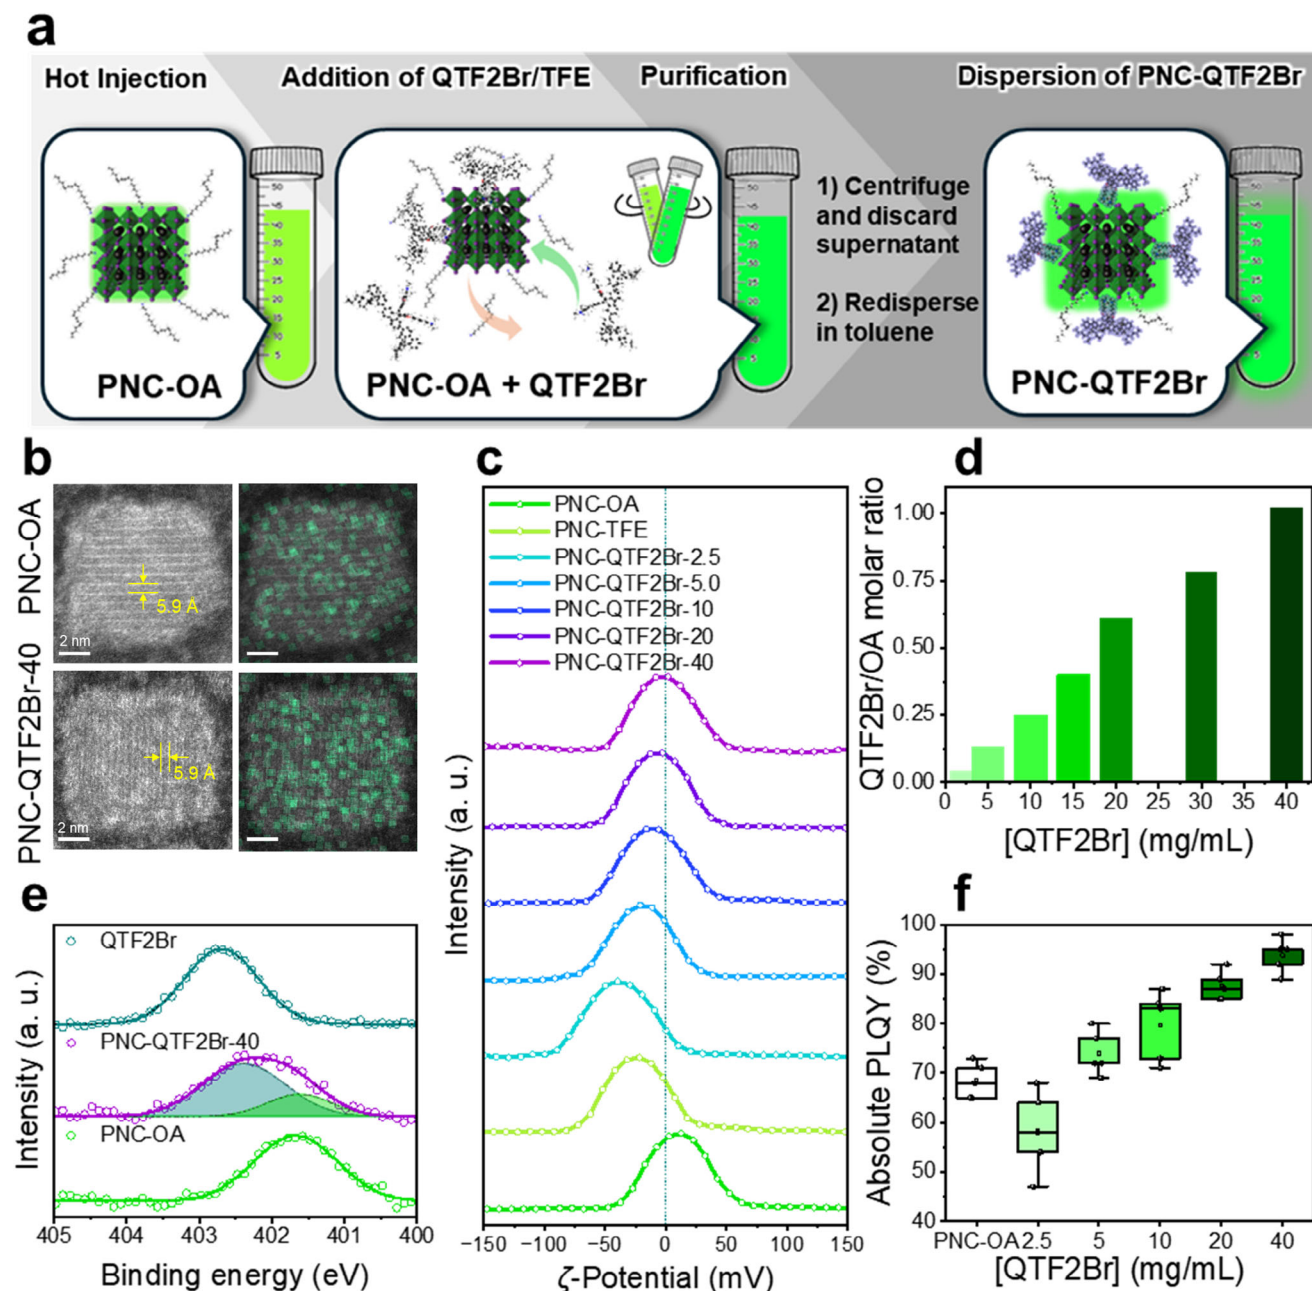 a
Hot Injection
Addition of QTF2Br/TFE
Purification
Dispersion of PNC-QTF2Br
1) Centrifuge
and discard
supernatant
2) Redisperse
in toluene
PNC-OA
PNC-OA + QTF2Br
PNC-QTF2Br
b
PNC-OA
5.9 Å
2 nm
PNC-QTF2Br-40
5.9 Å
2 nm
c
PNC-OA
PNC-TFE
PNC-QTF2Br-2.5
PNC-QTF2Br-5.0
PNC-QTF2Br-10
PNC-QTF2Br-20
PNC-QTF2Br-40
Intensity (a. u.)
−150 −100 −50 0 50 100 150
ζ-Potential (mV)
d
QTF2Br/OA molar ratio
1.00
0.75
0.50
0.25
0.00
0 5 10 15 20 25 30 35 40
[QTF2Br] (mg/mL)
e
QTF2Br
PNC-QTF2Br-40
PNC-OA
Intensity (a. u.)
405 404 403 402 401 400
Binding energy (eV)
f
Absolute PLQY (%)
100
90
80
70
60
50
40
PNC-OA 2.5 5 10 20 40
[QTF2Br] (mg/mL)